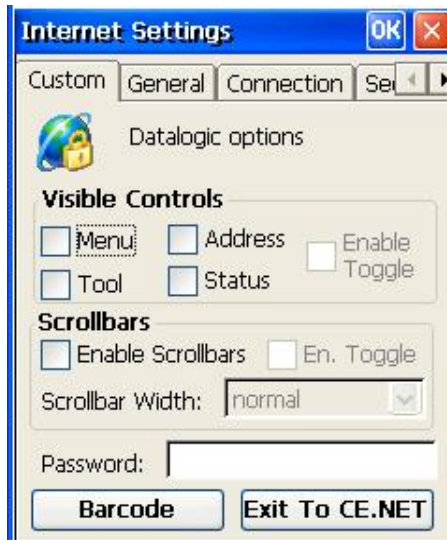 Internet Settings OK
Custom General Connection
Datalogic options
Visible Controls
Menu Address Enable
Toggle
Tool Status
Scrollbars
Enable Scrollbars En. Toggle
Scrollbar Width: normal
Password:
Barcode Exit To CE.NET